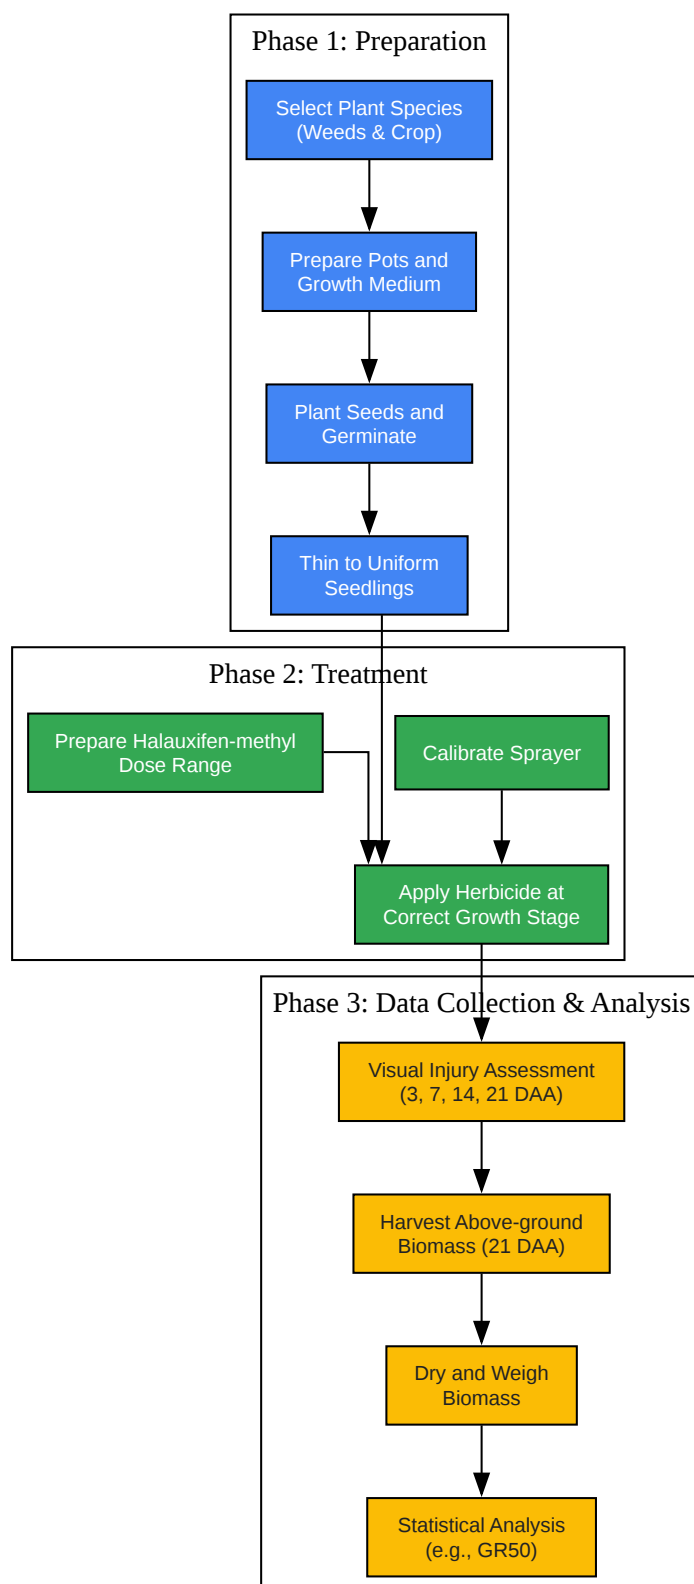 Phase 1: Preparation
Select Plant Species
(Weeds & Crop)
Prepare Pots and
Growth Medium
Plant Seeds and
Germinate
Thin to Uniform
Seedlings
Phase 2: Treatment
Prepare Halauxifen-methyl
Dose Range
Calibrate Sprayer
Apply Herbicide at
Correct Growth Stage
Phase 3: Data Collection & Analysis
Visual Injury Assessment
(3, 7, 14, 21 DAA)
Harvest Above-ground
Biomass (21 DAA)
Dry and Weigh
Biomass
Statistical Analysis
(e.g., GR50)